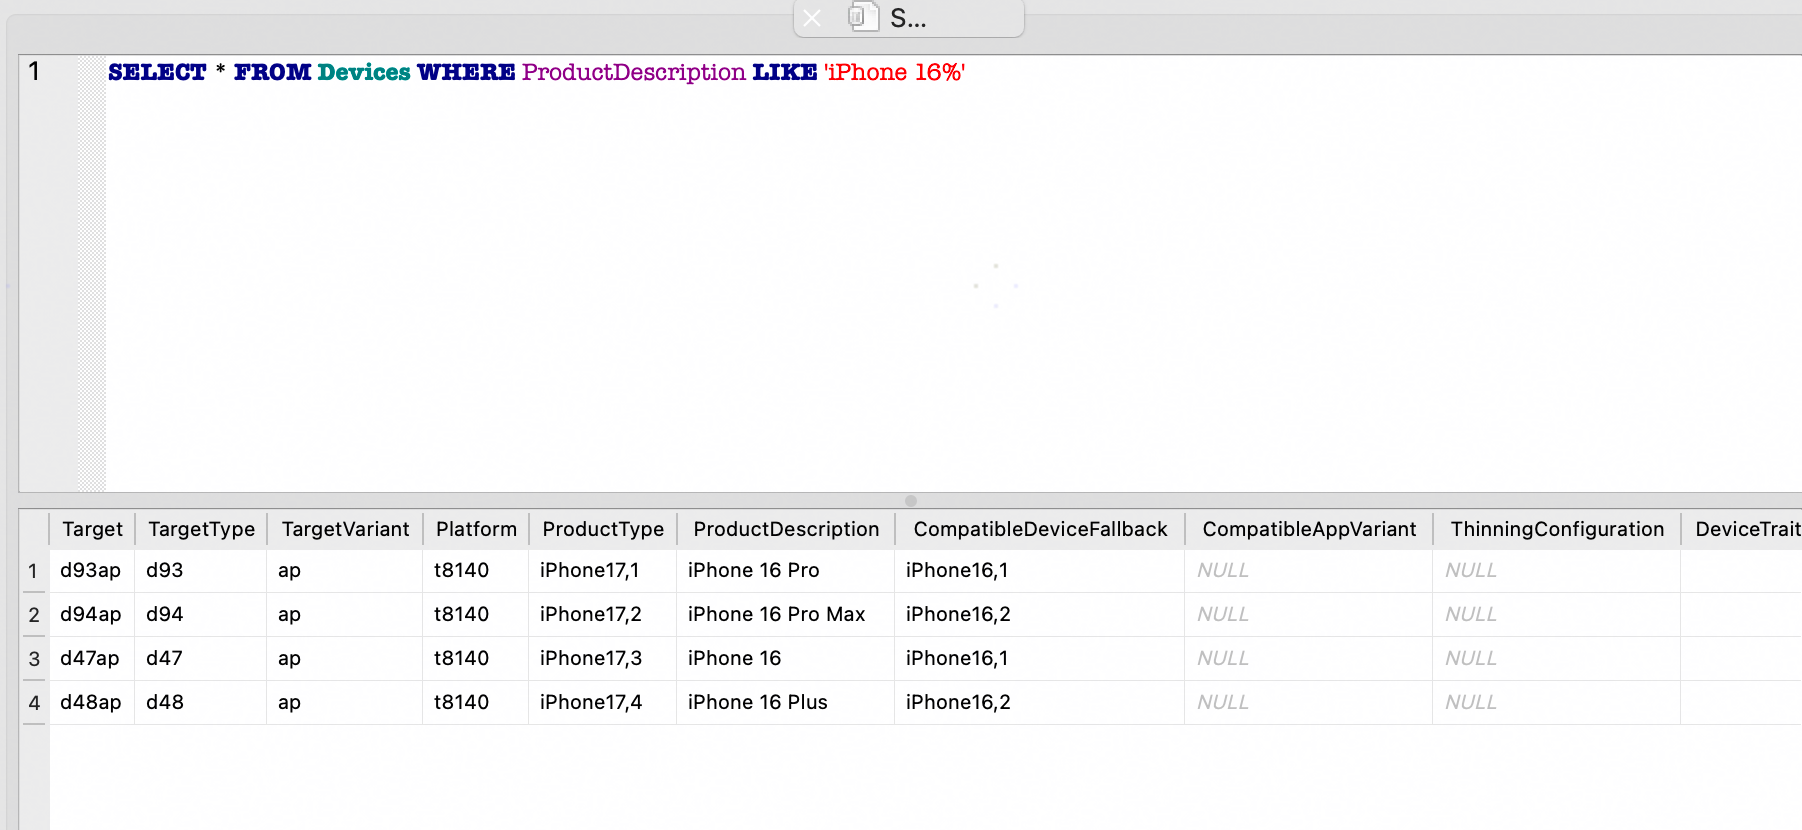 S...
1 SELECT * FROM Devices WHERE ProductDescription LIKE 'iPhone 16%'
Target TargetType TargetVariant Platform ProductType ProductDescription CompatibleDeviceFallback CompatibleAppVariant ThinningConfiguration DeviceTrait
1 d93ap d93 ap t8140 iPhone17,1 iPhone 16 Pro iPhone16,1 NULL NULL
2 d94ap d94 ap t8140 iPhone17,2 iPhone 16 Pro Max iPhone16,2 NULL NULL
3 d47ap d47 ap t8140 iPhone17,3 iPhone 16 iPhone16,1 NULL NULL
4 d48ap d48 ap t8140 iPhone17,4 iPhone 16 Plus iPhone16,2 NULL NULL